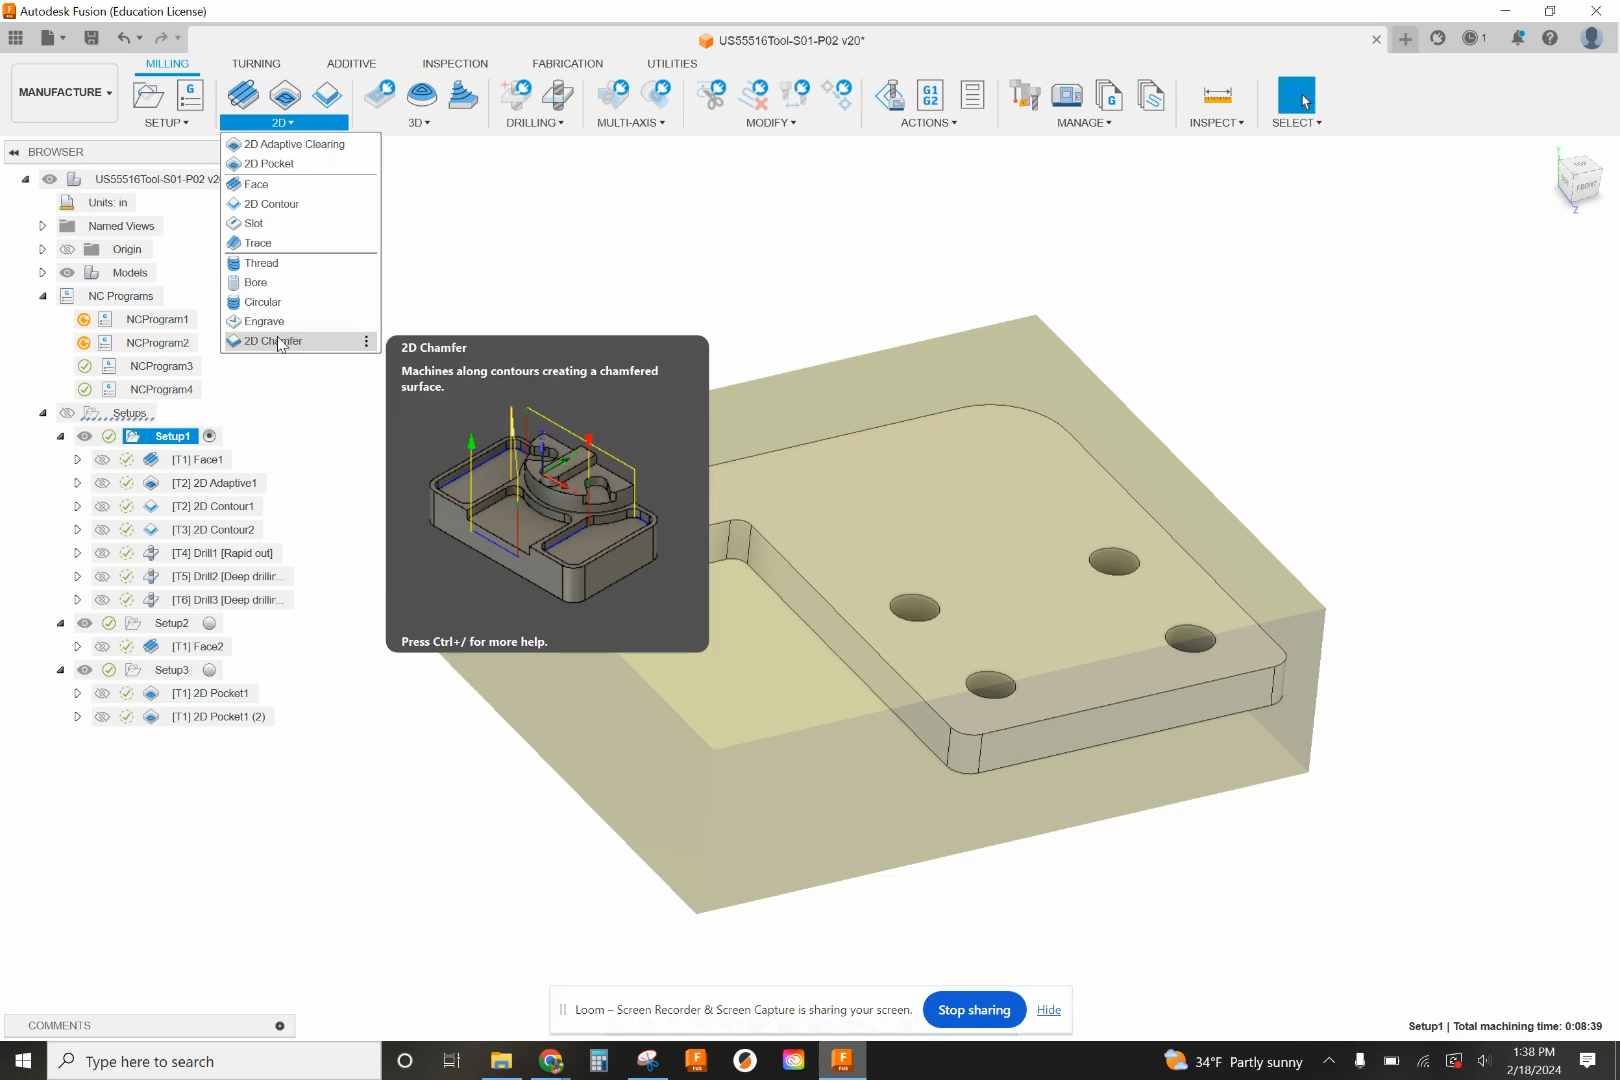 Autodesk Fusion (Education License)
US55516Tool-S01-P02 v20*
1
MILLING
TURNING
ADDITIVE
INSPECTION
FABRICATION
UTILITIES
MANUFACTURE
SETUP
2D
3D
DRILLING
MULTI-AXIS
MODIFY
ACTIONS
MANAGE
INSPECT
SELECT
G1
G2
BROWSER
US55516Tool-S01-P02 v2
Units: in
Named Views
Origin
Models
NC Programs
NCProgram1
NCProgram2
NCProgram3
NCProgram4
Setups
Setup1
[T1] Face1
[T2] 2D Adaptive1
[T2] 2D Contour1
[T3] 2D Contour2
[T4] Drill1 [Rapid out]
[T5] Drill2 [Deep drillin...
[T6] Drill3 [Deep drillin...
Setup2
[T1] Face2
Setup3
[T1] 2D Pocket1
[T1] 2D Pocket1 (2)
2D Adaptive Clearing
2D Pocket
Face
2D Contour
Slot
Trace
Thread
Bore
Circular
Engrave
2D Chamfer
2D Chamfer
Machines along contours creating a chamfered
surface.
Press Ctrl+/ for more help.
TOP
FRONT
Y
Z
Loom – Screen Recorder & Screen Capture is sharing your screen.
Stop sharing
Hide
COMMENTS
Setup1 | Total machining time: 0:08:39
Type here to search
34°F Partly sunny
1:38 PM
2/18/2024